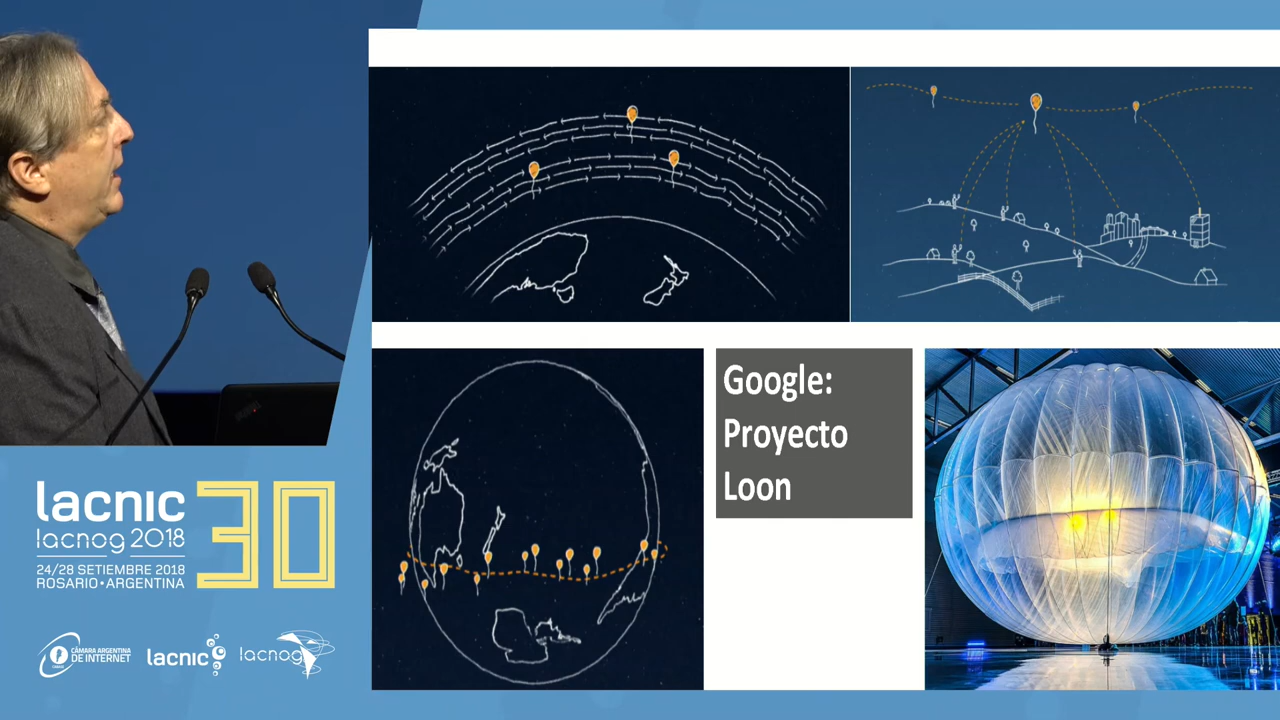 Google:
Proyecto
Loon
lacnic 30
lacnog 2018
24/28 SETIEMBRE 2018
ROSARIO•ARGENTINA
CÁMARA ARGENTINA
DE INTERNET
lacnic
lacnog